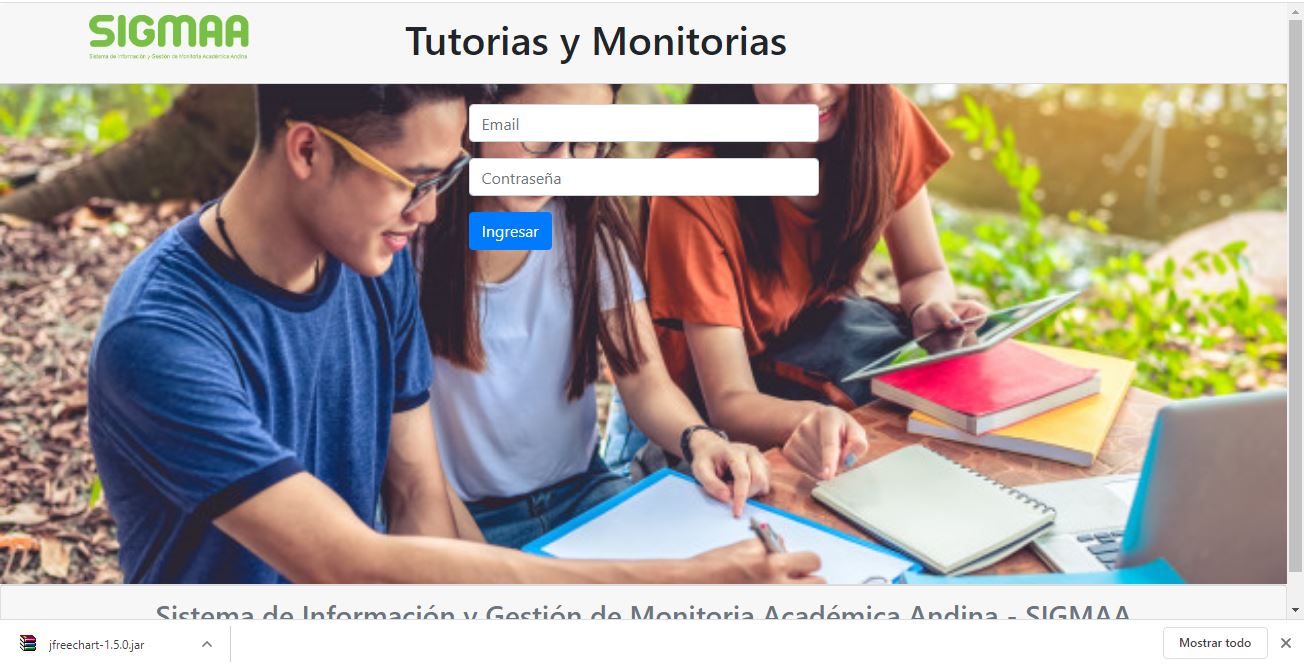 SIGMAA
Sistema de Información y Gestión de Monitoria Académica Andina
Tutorias y Monitorias
Email
Contraseña
Ingresar
Sistema de Información y Gestión de Monitoria Académica Andina - SIGMAA
jfreechart-1.5.0.jar
Mostrar todo